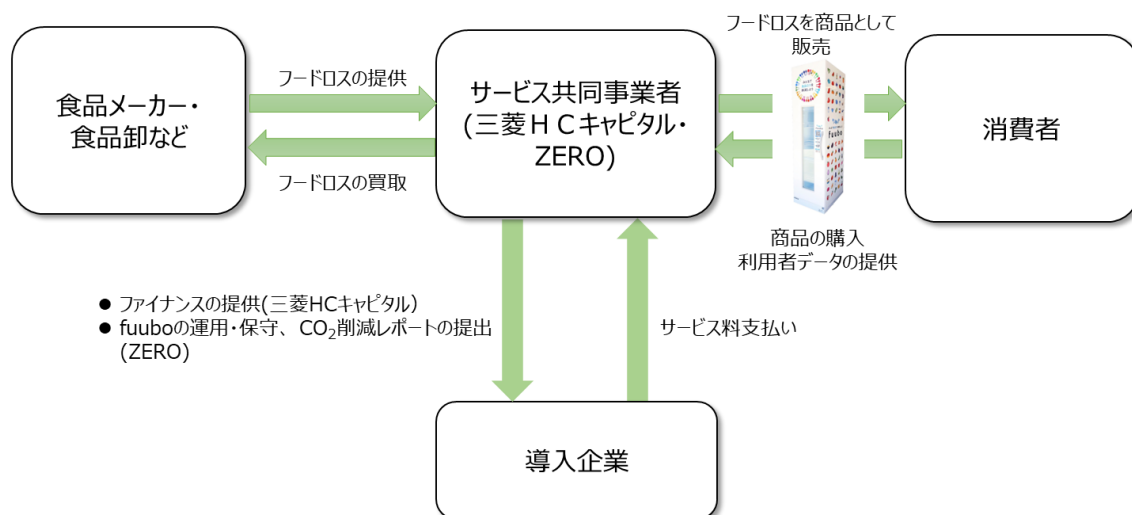 フードロスを商品として
販売
フードロスの提供
食品メーカー・
食品卸など
サービス共同事業者
(三菱ＨＣキャピタル・
ZERO)
fuubo
消費者
フードロスの買取
商品の購入
利用者データの提供
● ファイナンスの提供(三菱HCキャピタル)
● fuuboの運用・保守、CO₂削減レポートの提出
(ZERO)
サービス料支払い
導入企業